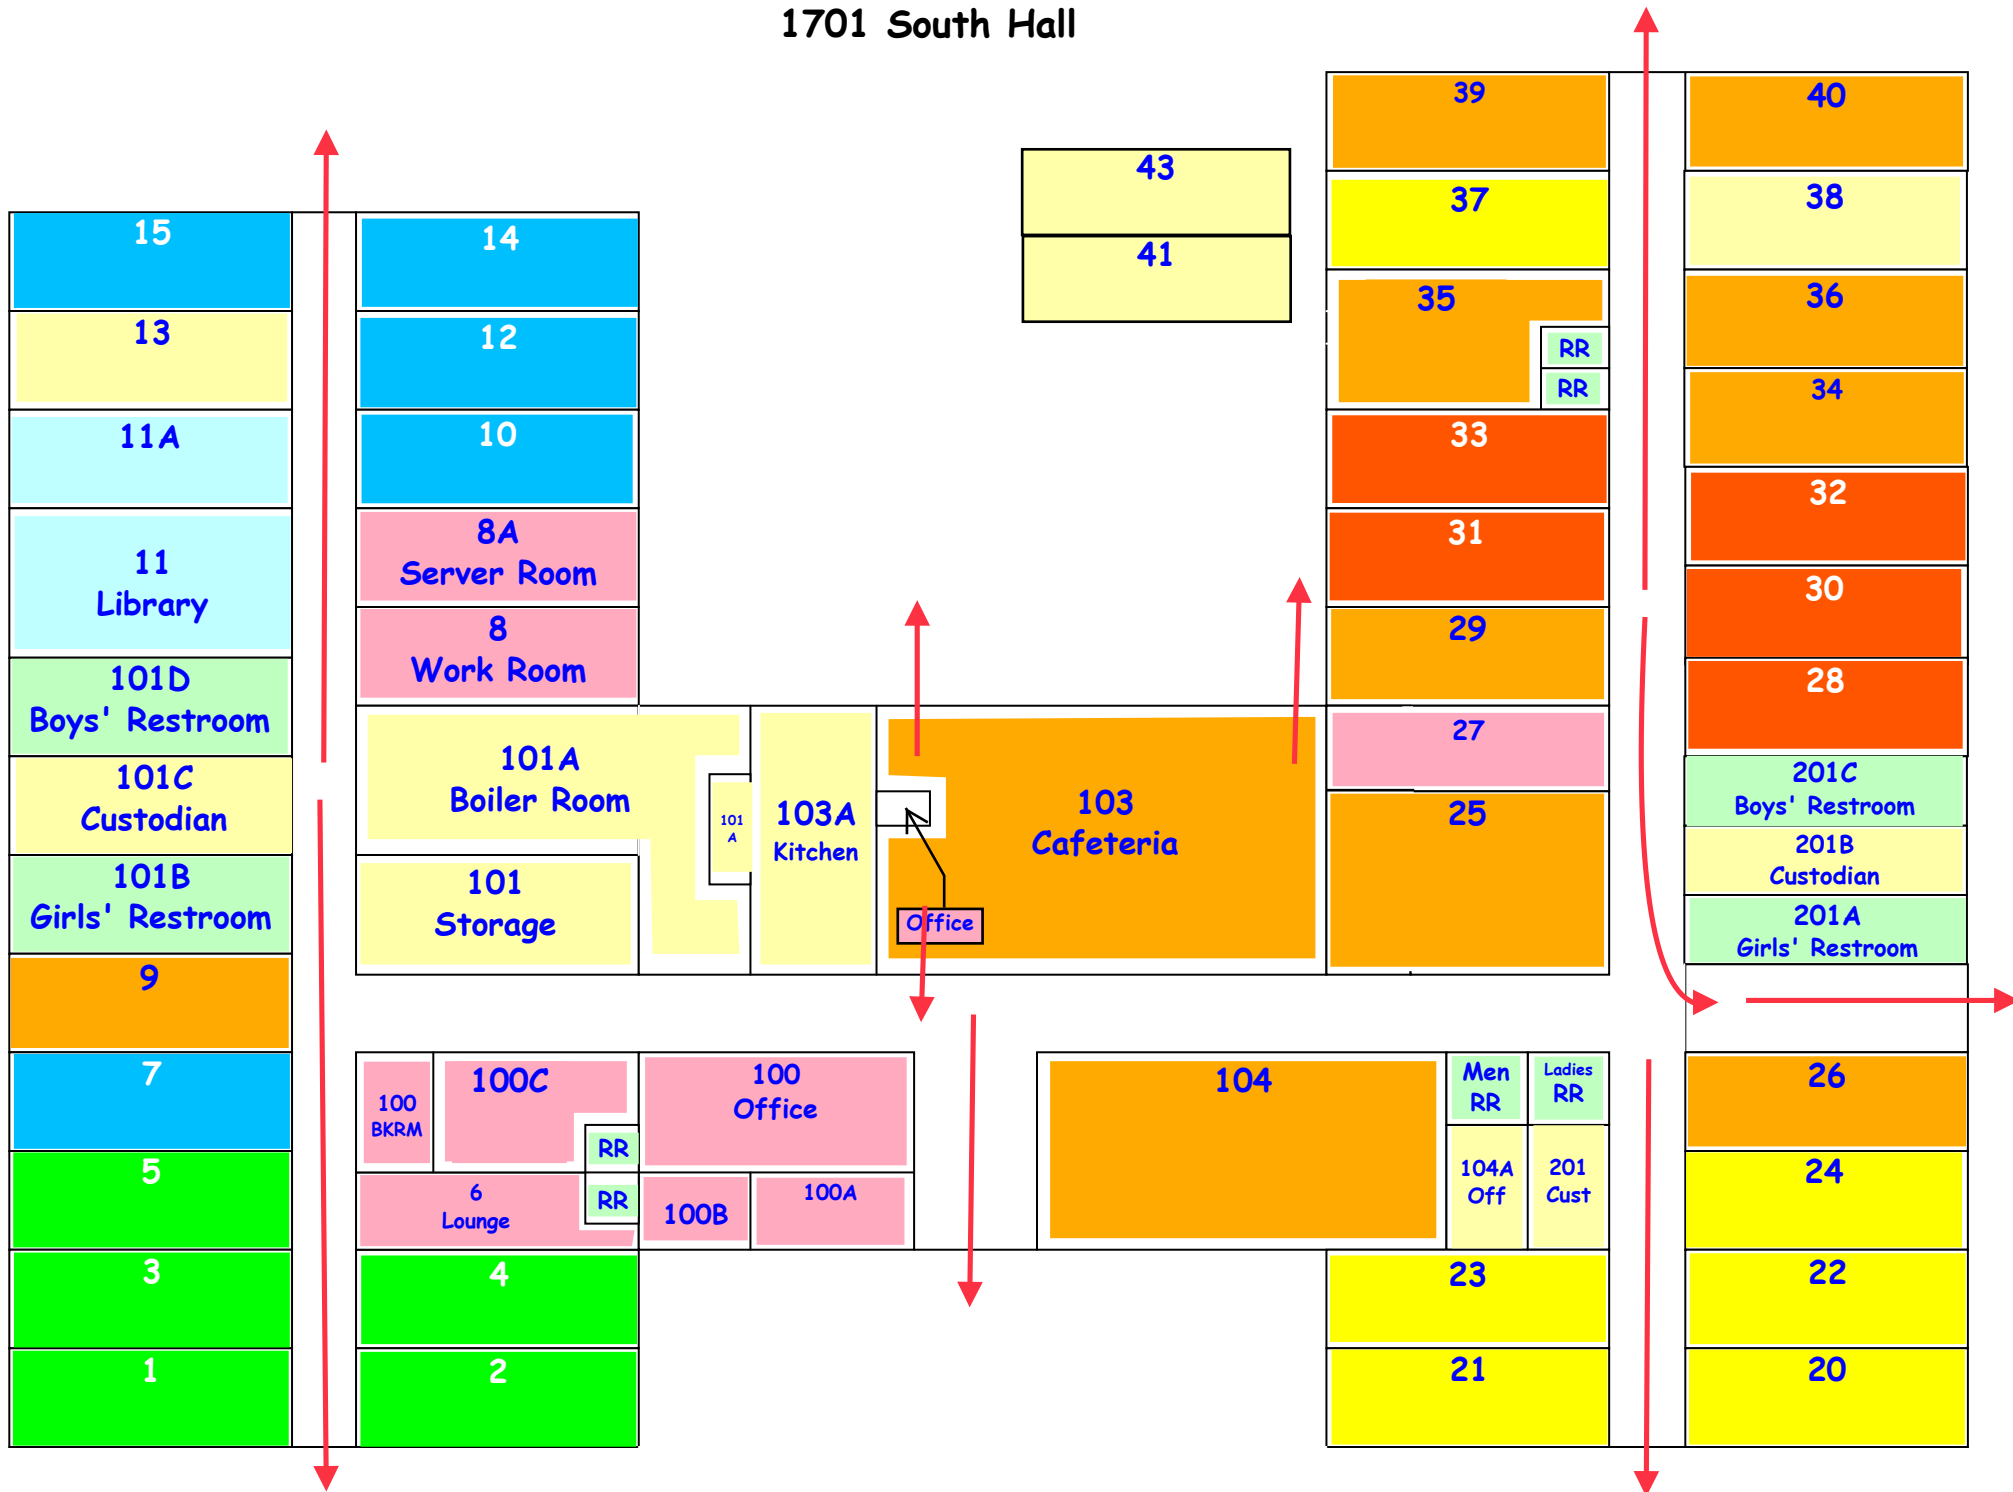 1701 South Hall
39
40
43
37
38
15
14
41
35
36
13
12
RR
RR
34
11A
10
33
32
11
Library
8A
Server Room
31
30
101D
Boys' Restroom
8
Work Room
29
28
101C
Custodian
101A
Boiler Room
101
A
103A
Kitchen
103
Cafeteria
27
25
201C
Boys' Restroom
201B
Custodian
101B
Girls' Restroom
101
Storage
Office
201A
Girls' Restroom
9
7
100
BKRM
100C
RR
100
Office
104
Men
RR
Ladies
RR
26
5
6
Lounge
RR
100B
100A
104A
Off
201
Cust
24
3
4
23
22
1
2
21
20